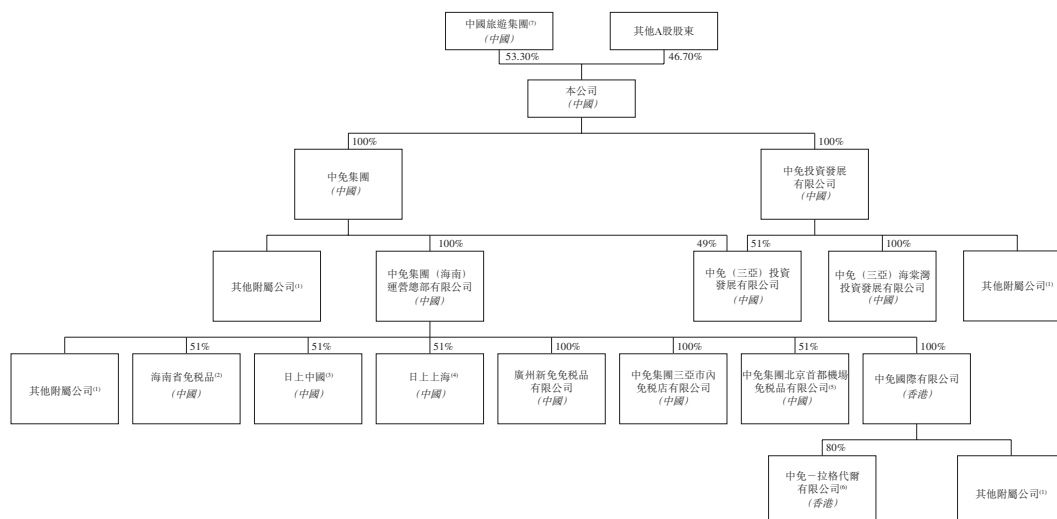 中國旅遊集團⁽⁷⁾
（中國）
其他A股股東
53.30%
46.70%
本公司
（中國）
100%
100%
中免集團
（中國）
中免投資發展
有限公司
（中國）
100%
49%
51%
100%
其他附屬公司⁽¹⁾
中免集團（海南）
運營總部有限公司
（中國）
中免（三亞）投資
發展有限公司
（中國）
中免（三亞）海棠灣
投資發展有限公司
（中國）
其他附屬公司⁽¹⁾
51%
51%
51%
100%
100%
51%
100%
其他附屬公司⁽¹⁾
海南省免税品⁽²⁾
（中國）
日上中國⁽³⁾
（中國）
日上上海⁽⁴⁾
（中國）
廣州新免免税品
有限公司
（中國）
中免集團三亞市內
免税店有限公司
（中國）
中免集團北京首都機場
免税品有限公司⁽⁵⁾
（中國）
中免國際有限公司
（香港）
80%
中免－拉格代爾
有限公司⁽⁶⁾
（香港）
其他附屬公司⁽¹⁾